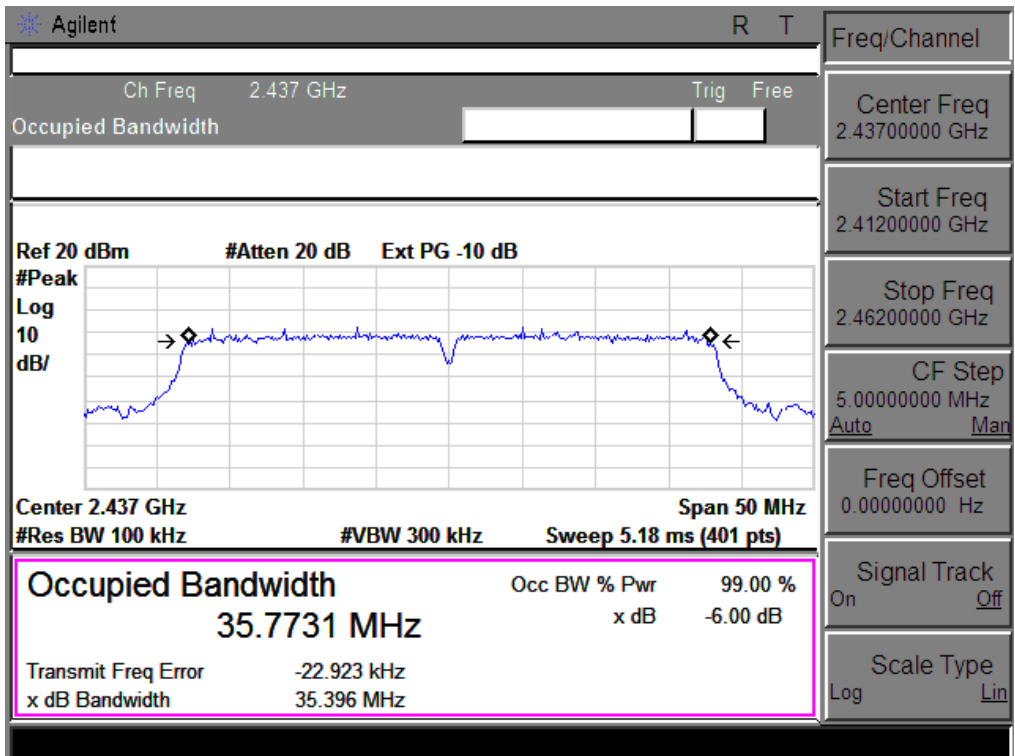 Agilent R T
Ch Freq 2.437 GHz Trig Free
Occupied Bandwidth
Ref 20 dBm #Atten 20 dB Ext PG -10 dB
#Peak
Log
10
dB/
Center 2.437 GHz Span 50 MHz
#Res BW 100 kHz #VBW 300 kHz Sweep 5.18 ms (401 pts)
Occupied Bandwidth Occ BW % Pwr 99.00 %
35.7731 MHz x dB -6.00 dB
Transmit Freq Error -22.923 kHz
x dB Bandwidth 35.396 MHz
Freq/Channel
Center Freq
2.43700000 GHz
Start Freq
2.41200000 GHz
Stop Freq
2.46200000 GHz
CF Step
5.00000000 MHz
Auto Man
Freq Offset
0.00000000 Hz
Signal Track
On Off
Scale Type
Log Lin